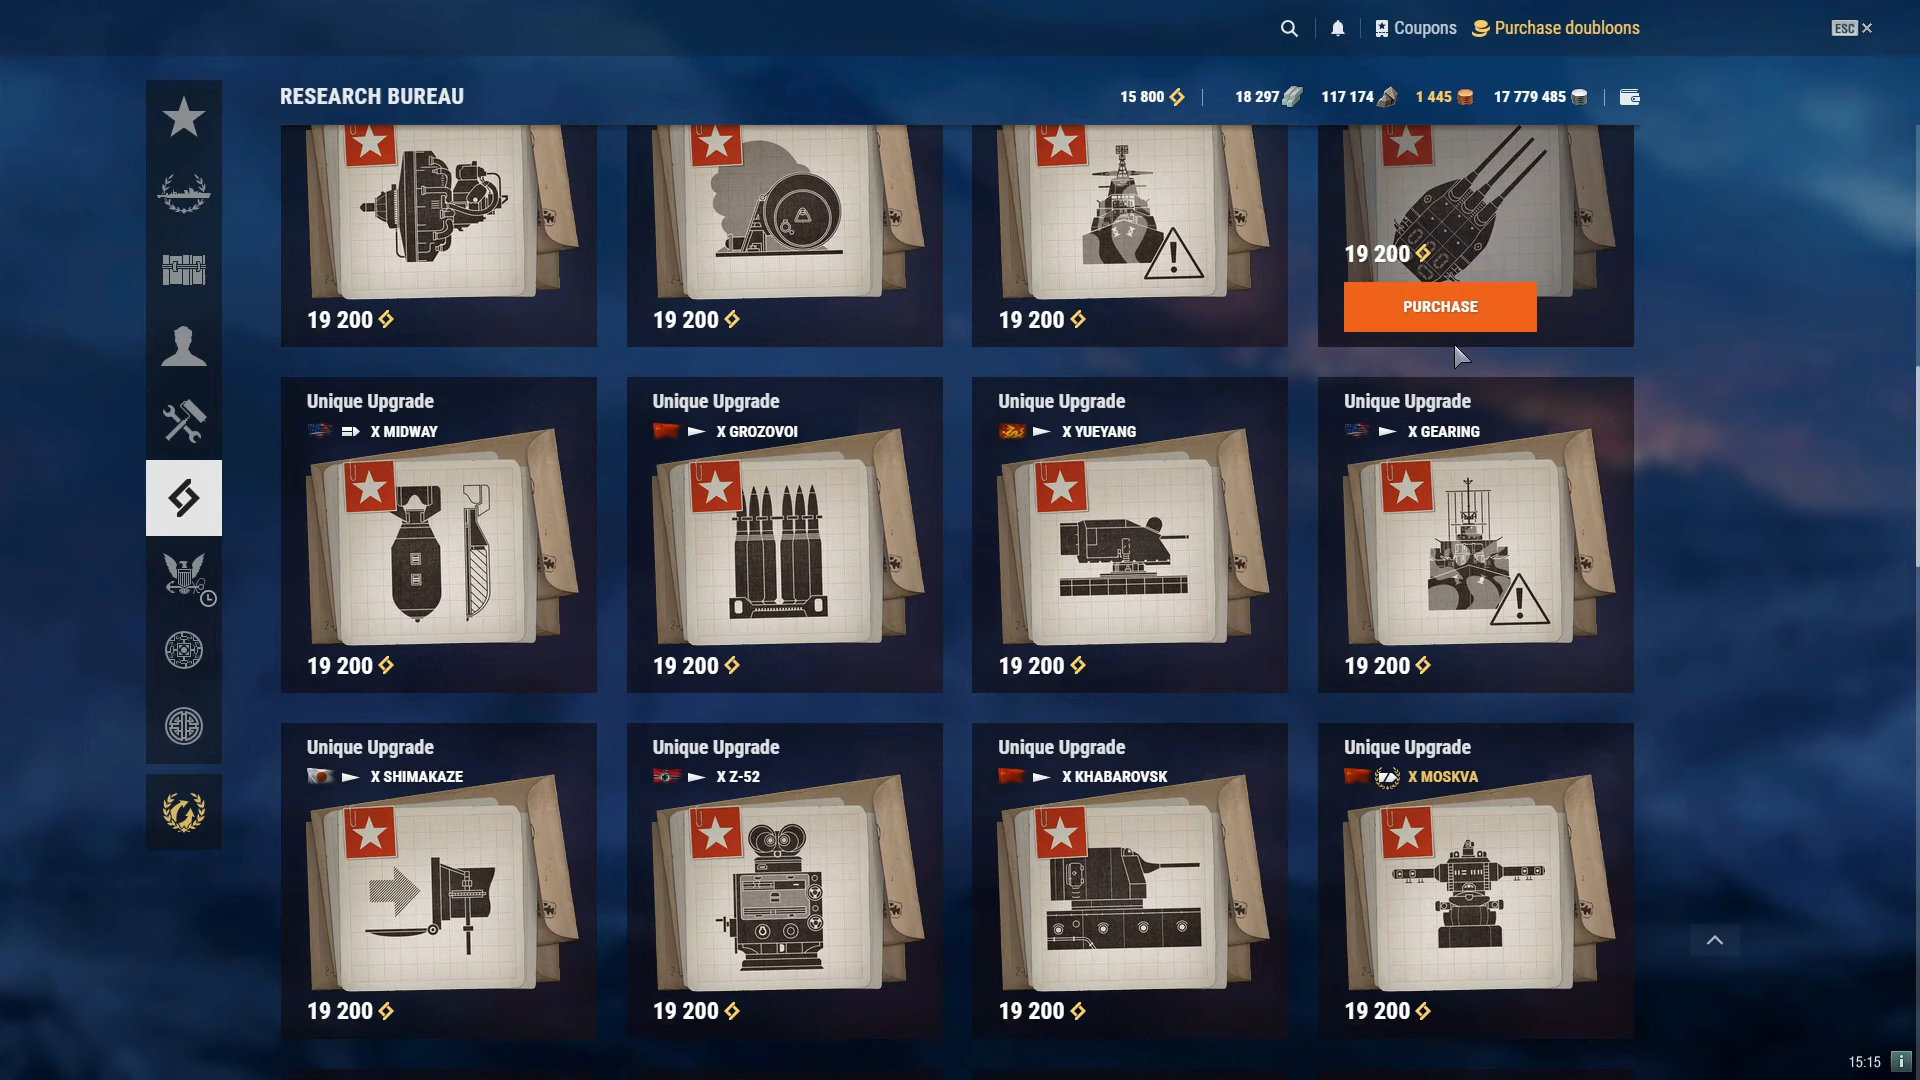 Coupons
Purchase doubloons
ESC
RESEARCH BUREAU
15 800
18 297
117 174
1 445
17 779 485
19 200
19 200
19 200
19 200
PURCHASE
Unique Upgrade
X MIDWAY
19 200
Unique Upgrade
X GROZOVOI
19 200
Unique Upgrade
X YUEYANG
19 200
Unique Upgrade
X GEARING
19 200
Unique Upgrade
X SHIMAKAZE
19 200
Unique Upgrade
X Z-52
19 200
Unique Upgrade
X KHABAROVSK
19 200
Unique Upgrade
X MOSKVA
19 200
15:15